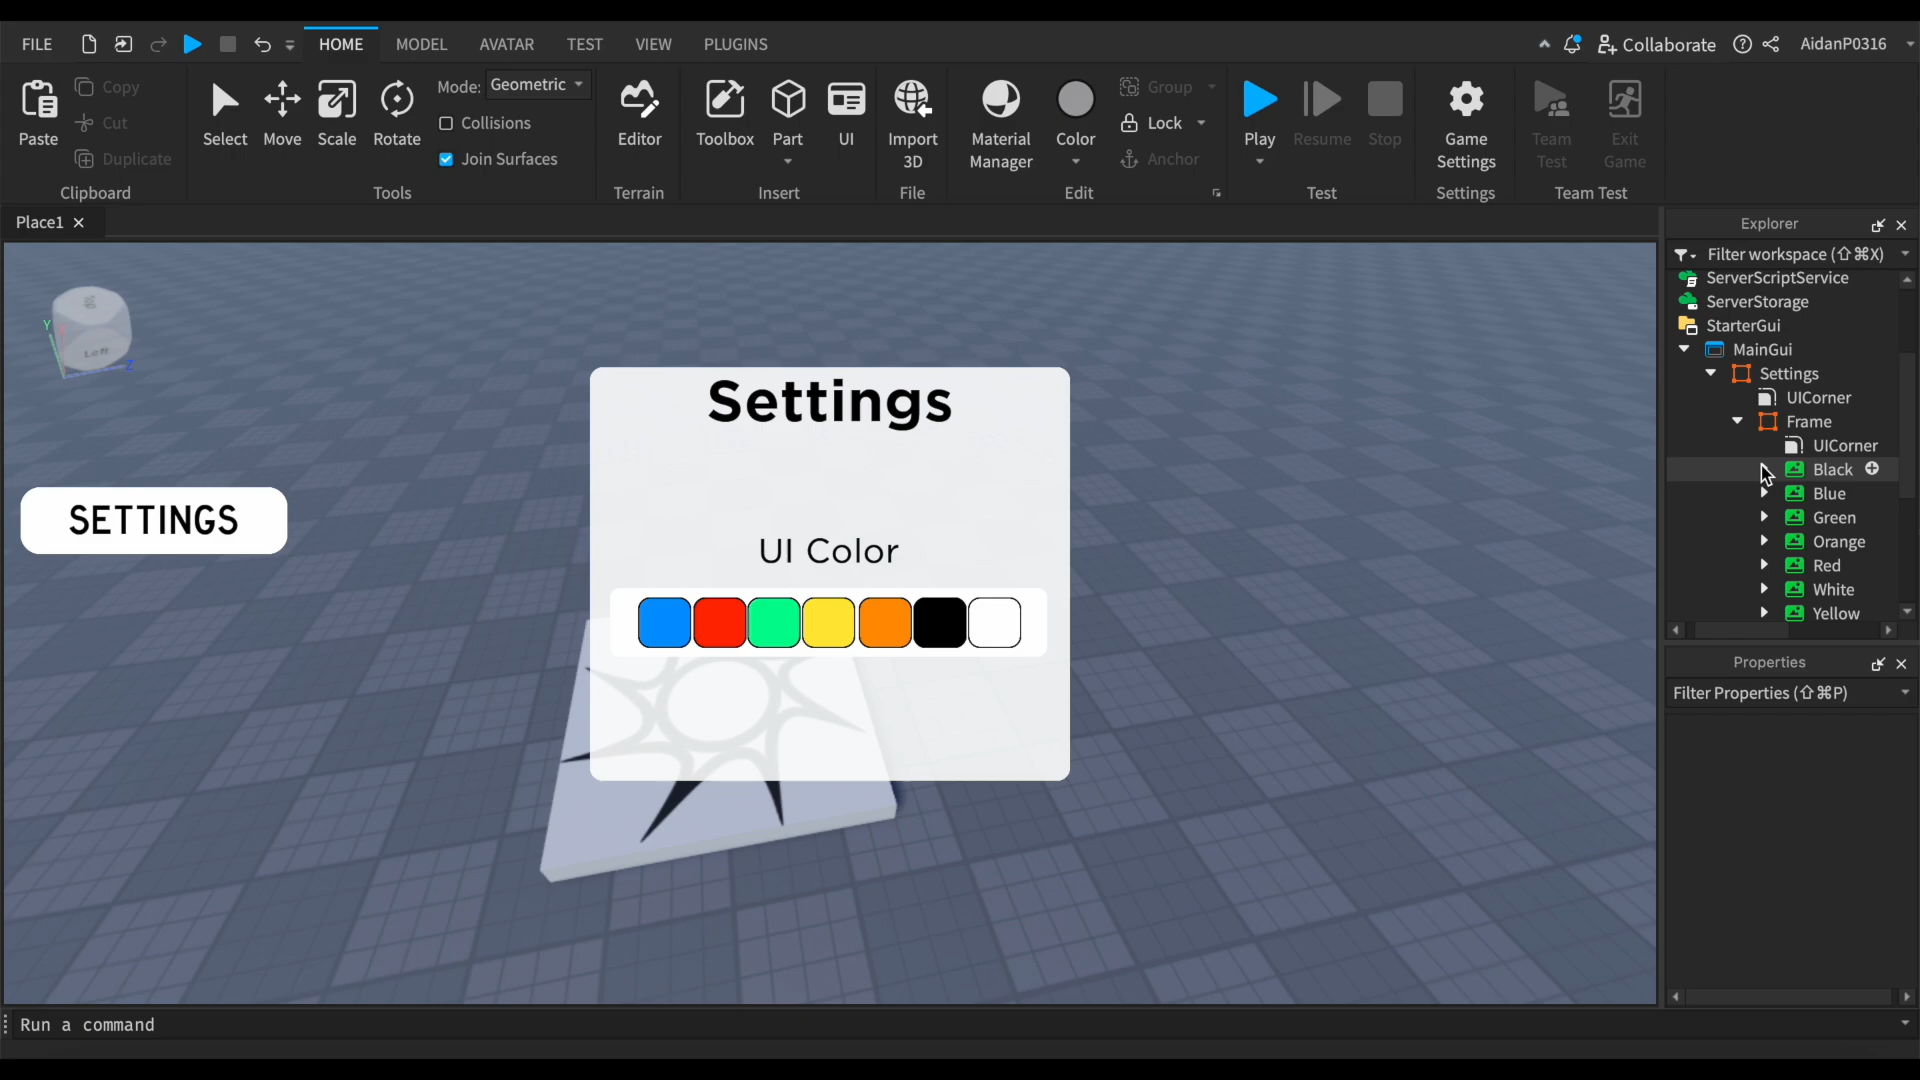 FILE HOME MODEL AVATAR TEST VIEW PLUGINS Collaborate AidanP0316
Paste Copy Cut Duplicate
Clipboard
Select Move Scale Rotate
Mode: Geometric
Collisions
Join Surfaces
Tools
Editor
Terrain
Toolbox Part UI
Insert
Import
3D
File
Material
Manager
Color
Group
Lock
Anchor
Edit
Play Resume Stop
Test
Game
Settings
Settings
Team
Test
Exit
Game
Team Test
Place1
Y
Z
Left
SETTINGS
Settings
UI Color
Explorer
Filter workspace (⇧⌘X)
ServerScriptService
ServerStorage
StarterGui
MainGui
Settings
UICorner
Frame
UICorner
Black
Blue
Green
Orange
Red
White
Yellow
Properties
Filter Properties (⇧⌘P)
Run a command